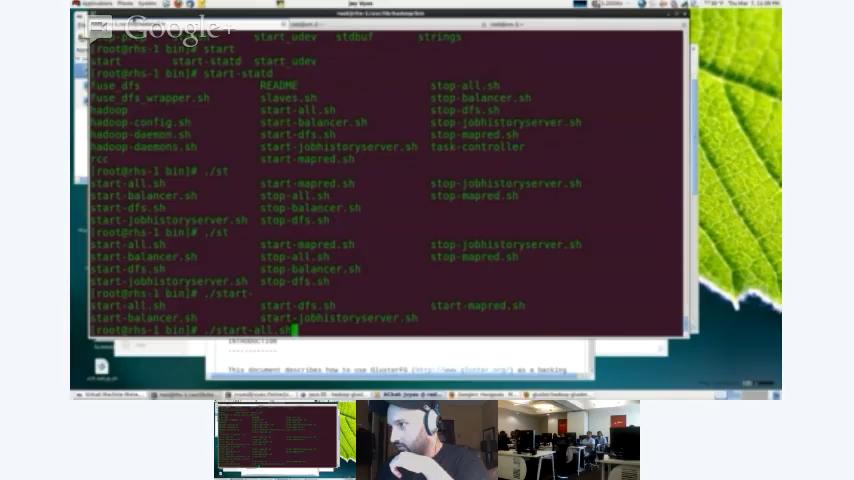 Jay Vyas
Google+
start_udev stdbuf strings
[root@rhs-1 bin]# start
start start-statd start_udev
[root@rhs-1 bin]# start-statd
fuse_dfs README stop-all.sh
fuse_dfs_wrapper.sh slaves.sh stop-balancer.sh
hadoop start-all.sh stop-dfs.sh
hadoop-config.sh start-balancer.sh stop-jobhistoryserver.sh
hadoop-daemon.sh start-dfs.sh stop-mapred.sh
hadoop-daemons.sh start-jobhistoryserver.sh task-controller
rcc start-mapred.sh
[root@rhs-1 bin]# ./st
start-all.sh start-mapred.sh stop-jobhistoryserver.sh
start-balancer.sh stop-all.sh stop-mapred.sh
start-dfs.sh stop-balancer.sh
start-jobhistoryserver.sh stop-dfs.sh
[root@rhs-1 bin]# ./st
start-all.sh start-mapred.sh stop-jobhistoryserver.sh
start-balancer.sh stop-all.sh stop-mapred.sh
start-dfs.sh stop-balancer.sh
start-jobhistoryserver.sh stop-dfs.sh
[root@rhs-1 bin]# ./start-
start-all.sh start-dfs.sh start-mapred.sh
start-balancer.sh start-jobhistoryserver.sh
[root@rhs-1 bin]# ./start-all.sh
INTRODUCTION
------------
This document describes how to use GlusterFS (http://www.gluster.org/) as a backing